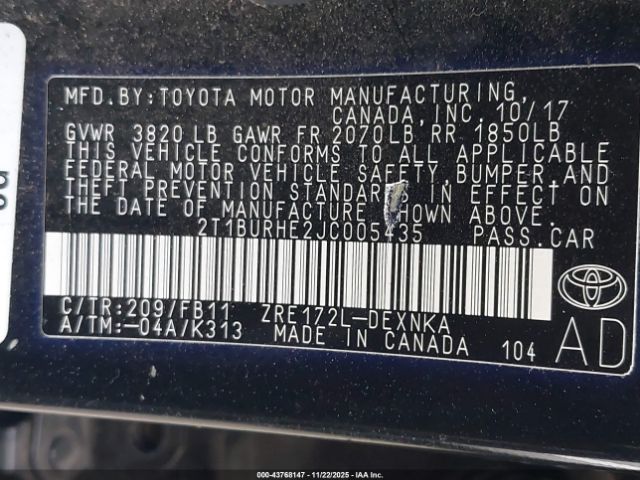 MFD. BY: TOYOTA MOTOR MANUFACTURING,
CANADA, INC. 10/17
GVWR 3820 LB GAWR FR 2070LB, RR 1850LB
THIS VEHICLE CONFORMS TO ALL APPLICABLE
FEDERAL MOTOR VEHICLE SAFETY, BUMPER, AND
THEFT PREVENTION STANDARDS IN EFFECT ON
THE DATE OF MANUFACTURE SHOWN ABOVE.
PASS. CAR
C/TR: 209/FB11 ZRE172L-DEXNKA
A/TM: -04A/K313 MADE IN CANADA 104
TOYOTA
AD
000-43768147 - 11/22/2025 - IAA Inc.